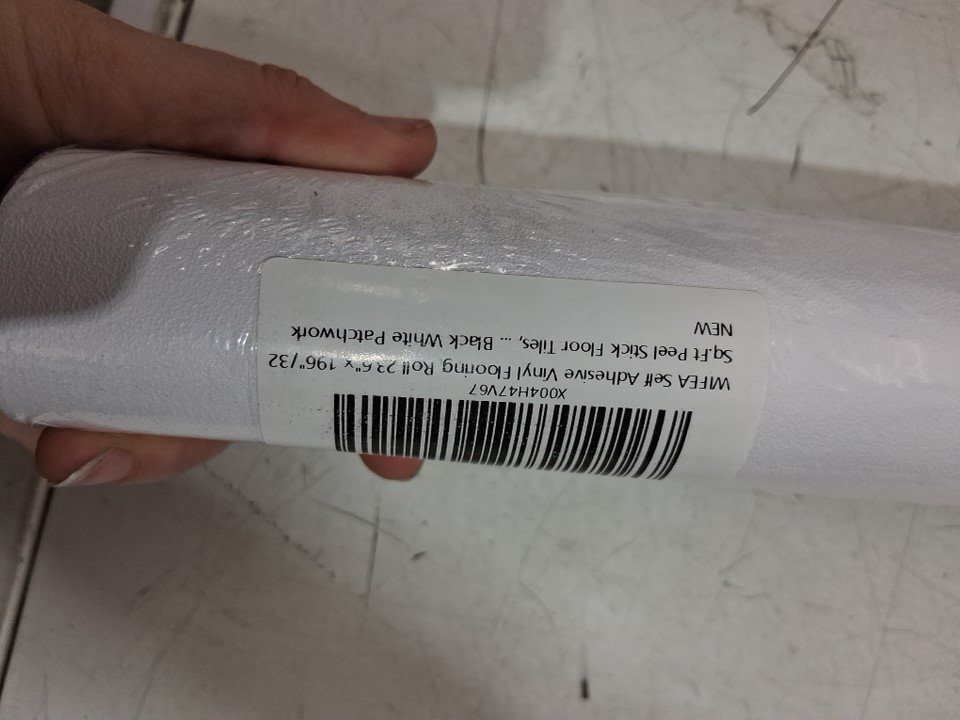 X004H47V67
WIFEA Self Adhesive Vinyl Flooring Roll 23.6"x 196"/32
Sq.Ft Peel Stick Floor Tiles, ... Black White Patchwork
NEW